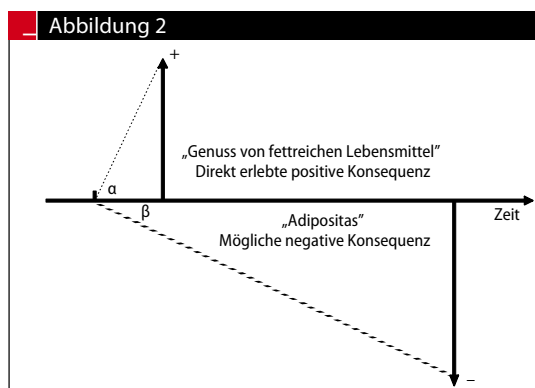 Abbildung 2
+
„Genuss von fettreichen Lebensmittel"
Direkt erlebte positive Konsequenz
α
β
Zeit
„Adipositas"
Mögliche negative Konsequenz
–